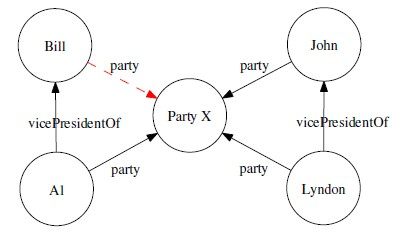 Bill
John
party
party
Party X
vicePresidentOf
vicePresidentOf
party
party
Al
Lyndon